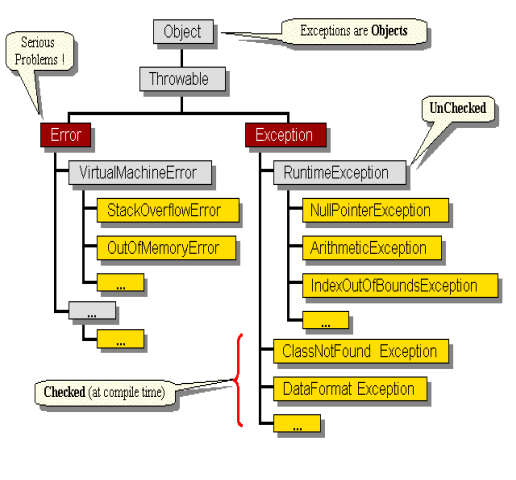 Object
Exceptions are Objects
Serious
Problems !
Throwable
UnChecked
Error
Exception
VirtualMachineError
RuntimeException
StackOverflowError
NullPointerException
OutOfMemoryError
ArithmeticException
...
IndexOutOfBoundsException
...
...
...
ClassNotFound Exception
Checked (at compile time)
DataFormat Exception
...